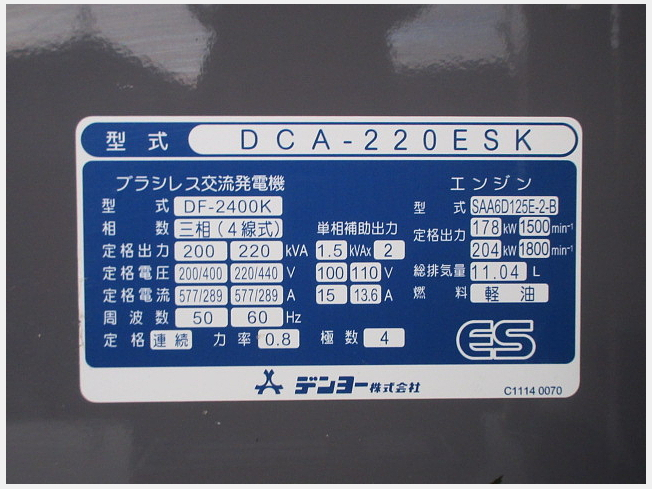 型式 DCA-220ESK
ブラシレス交流発電機
型式 DF-2400K
相数 三相(4線式) 単相補助出力
定格出力 200 220 kVA 1.5 kVAx 2
定格電圧 200/400 220/440 V 100 110 V
定格電流 577/289 577/289 A 15 13.6 A
周波数 50 60 Hz
定格 連続 力率 0.8 極数 4
エンジン
型式 SAA6D125E-2-B
定格出力 178 kW 1500 min⁻¹
204 kW 1800 min⁻¹
総排気量 11.04 L
燃料 軽油
ES
デンヨー株式会社
C1114 0070